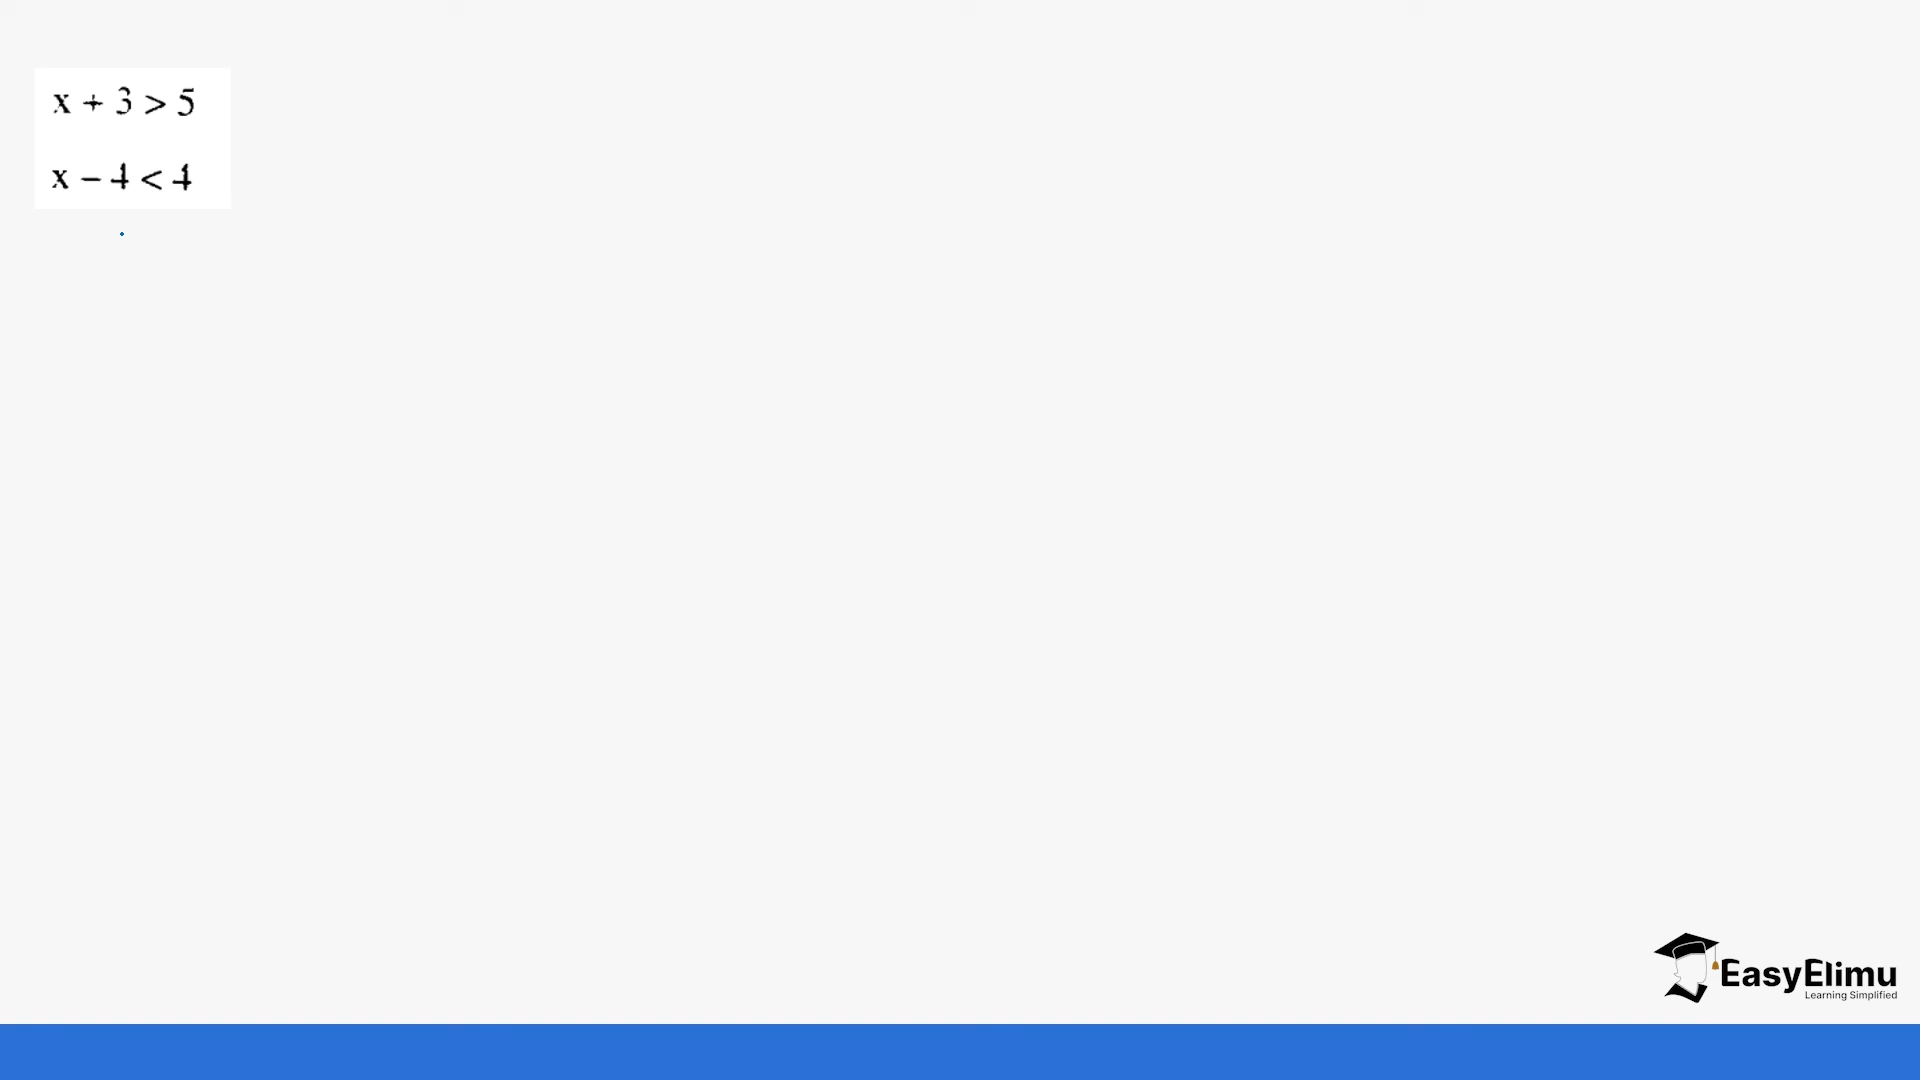 x + 3 > 5
x − 4 < 4
EasyElimu
Learning Simplified